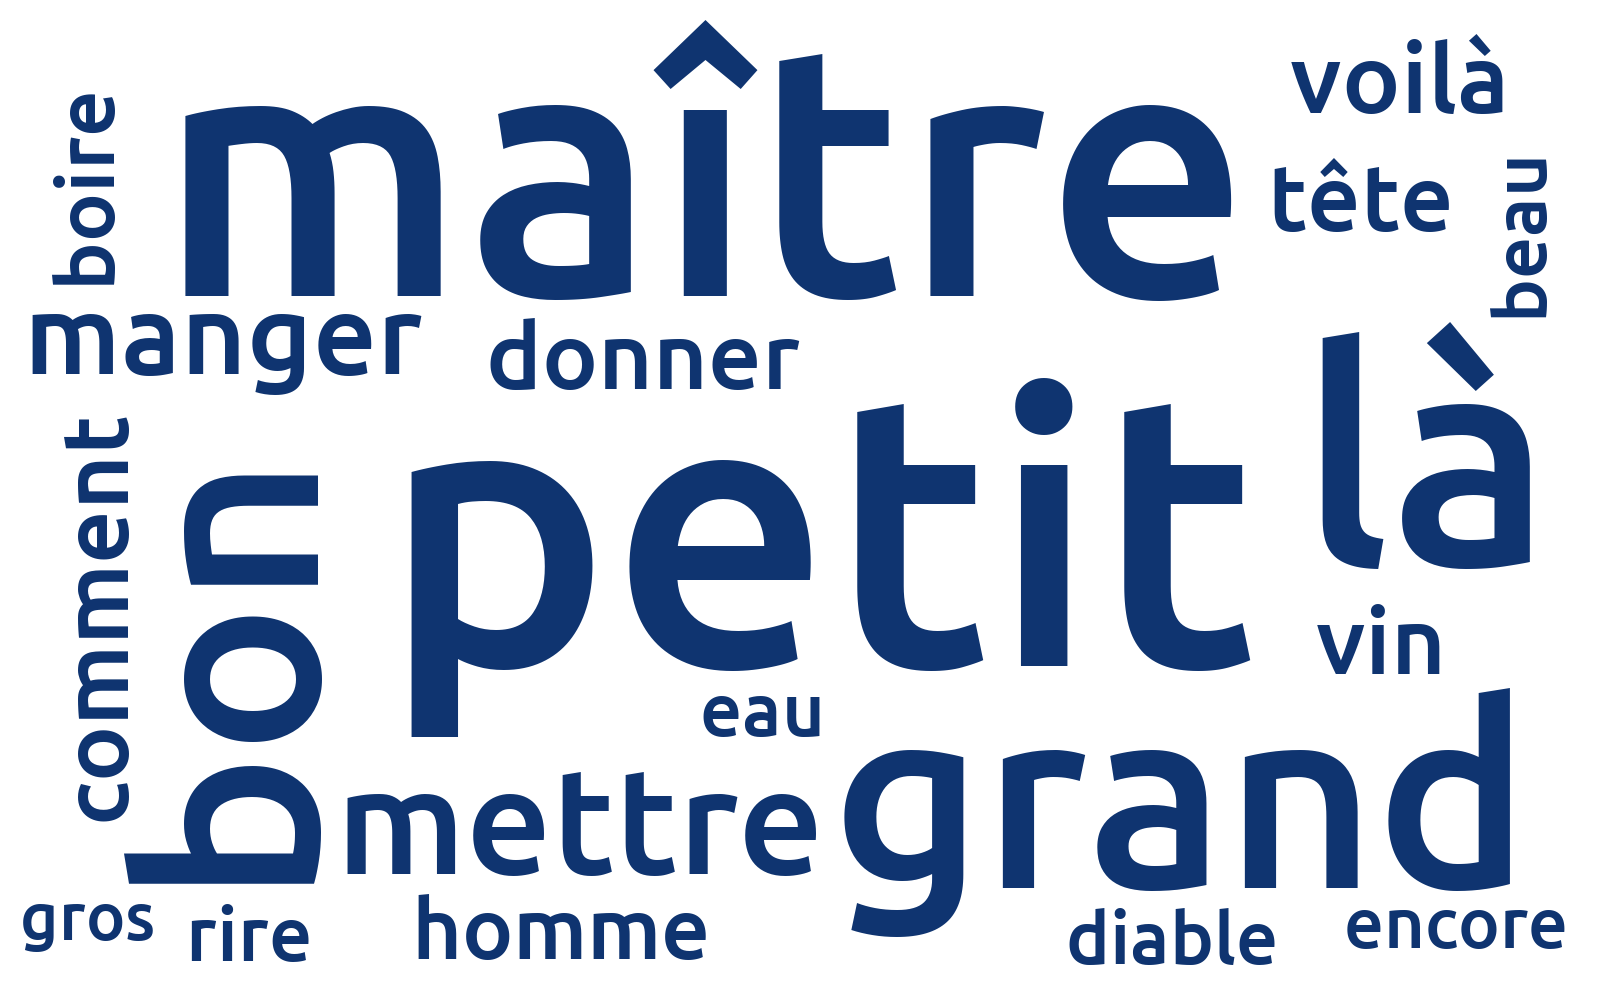 maître
voilà
boire
tête
beau
manger
donner
là
petit
comment
bon
vin
eau
grand
mettre
gros
rire
homme
diable
encore